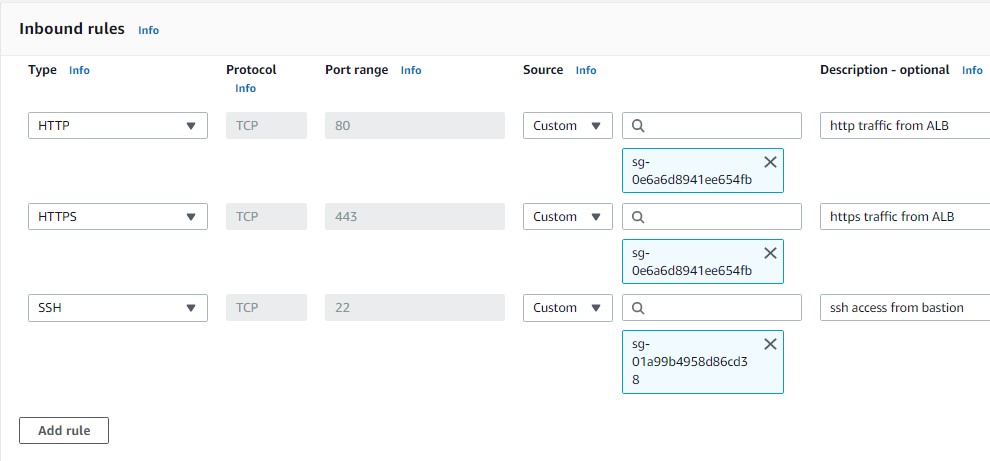 Inbound rules Info
Type Info Protocol Info Port range Info Source Info Description - optional Info
HTTP TCP 80 Custom http traffic from ALB
sg-
0e6a6d8941ee654fb
HTTPS TCP 443 Custom https traffic from ALB
sg-
0e6a6d8941ee654fb
SSH TCP 22 Custom ssh access from bastion
sg-
01a99b4958d86cd3
8
Add rule